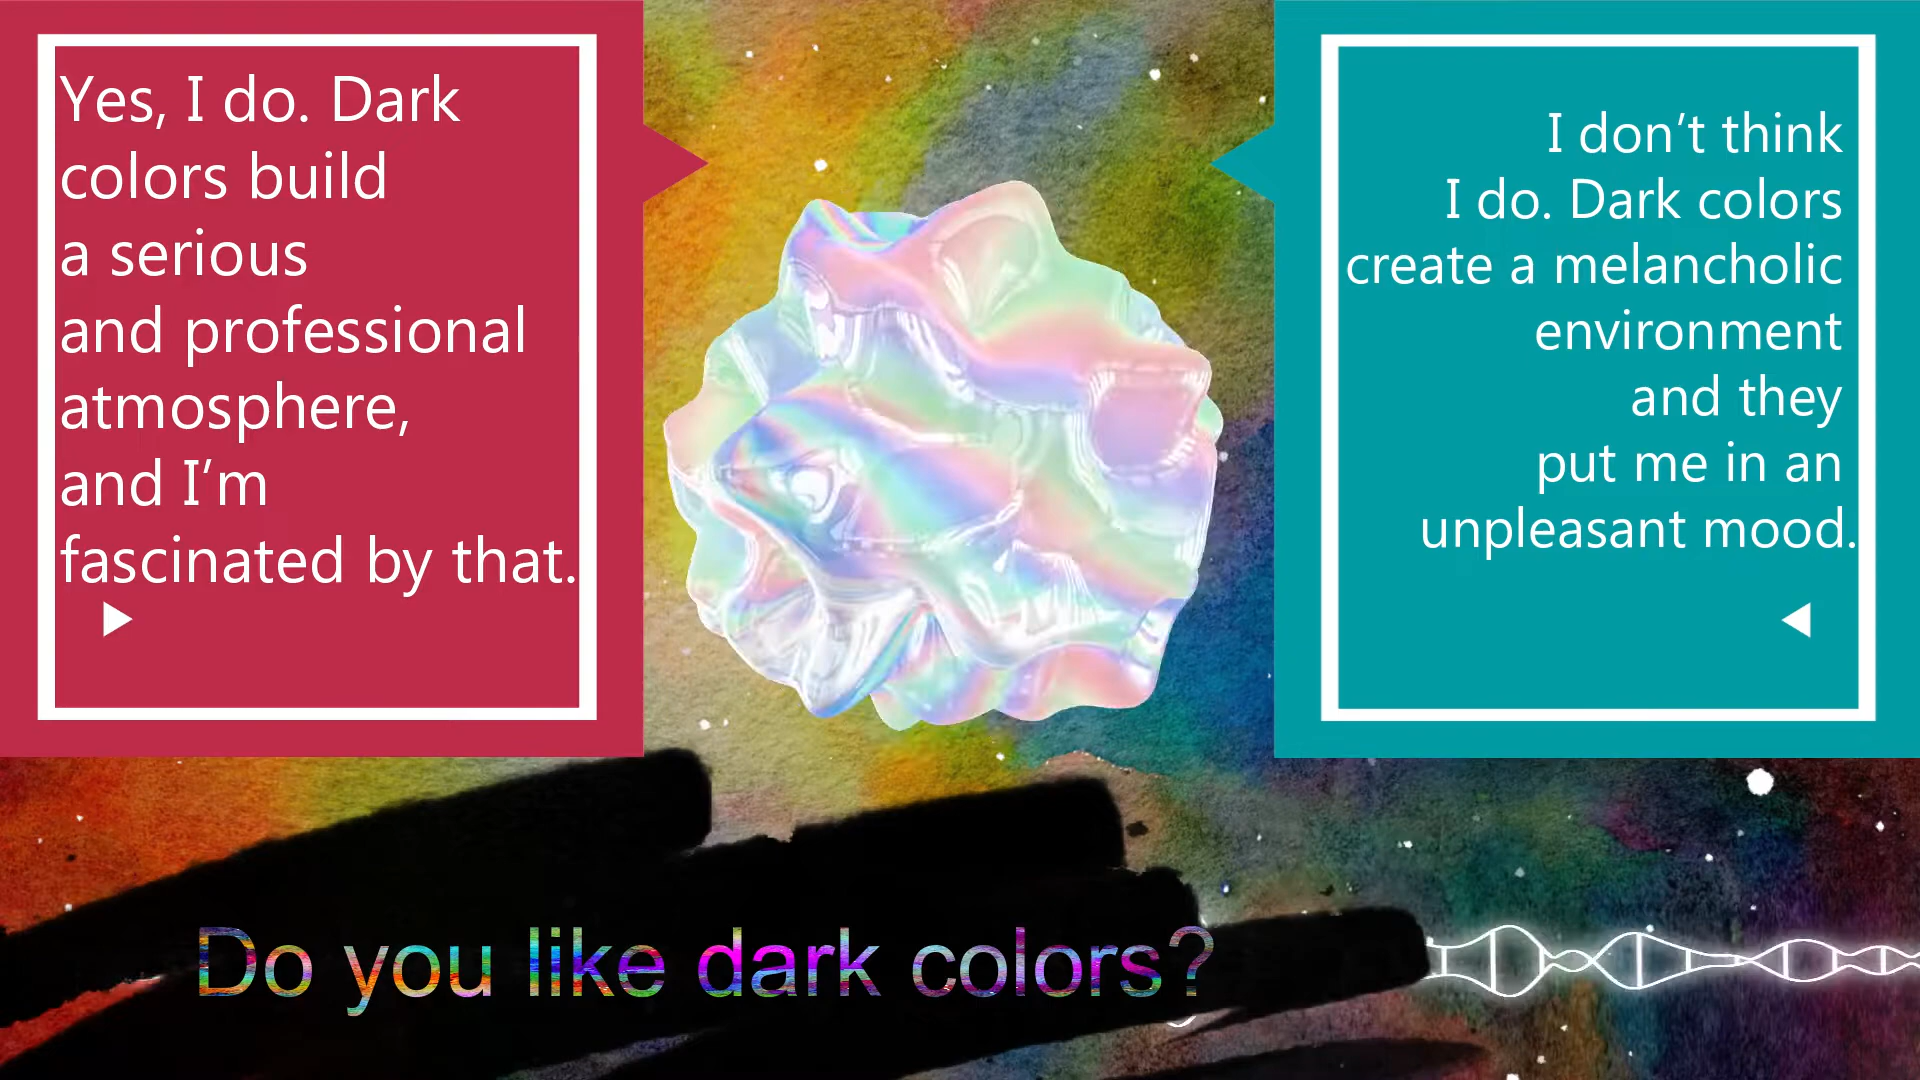 Yes, I do. Dark
colors build
a serious
and professional
atmosphere,
and I’m
fascinated by that.
I don’t think
I do. Dark colors
create a melancholic
environment
and they
put me in an
unpleasant mood.
Do you like dark colors?